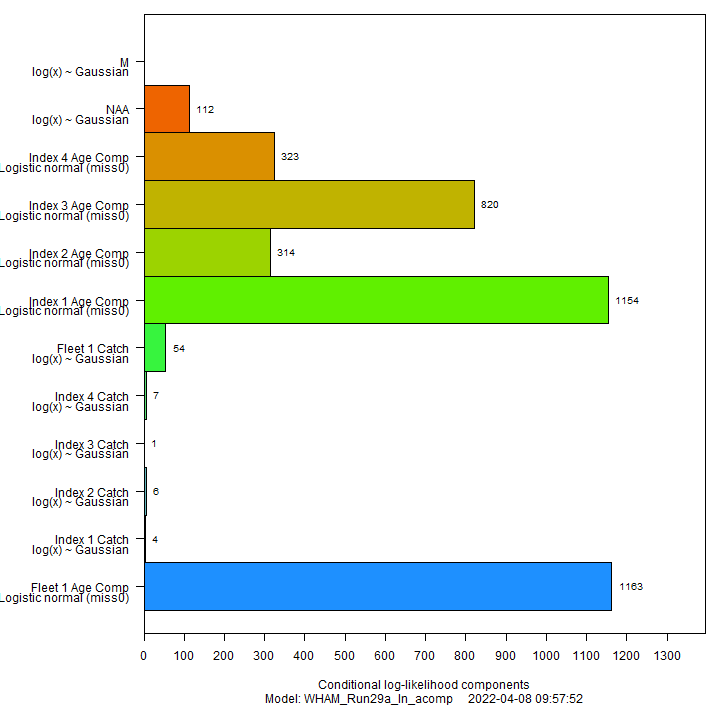 M
log(x) ~ Gaussian
NAA
log(x) ~ Gaussian
112
Index 4 Age Comp
Logistic normal (miss0)
323
Index 3 Age Comp
Logistic normal (miss0)
820
Index 2 Age Comp
Logistic normal (miss0)
314
Index 1 Age Comp
Logistic normal (miss0)
1154
Fleet 1 Catch
log(x) ~ Gaussian
54
Index 4 Catch
log(x) ~ Gaussian
7
Index 3 Catch
log(x) ~ Gaussian
1
Index 2 Catch
log(x) ~ Gaussian
6
Index 1 Catch
log(x) ~ Gaussian
4
Fleet 1 Age Comp
Logistic normal (miss0)
1163
0 100 200 300 400 500 600 700 800 900 1000 1100 1200 1300
Conditional log-likelihood components
Model: WHAM_Run29a_ln_acomp 2022-04-08 09:57:52